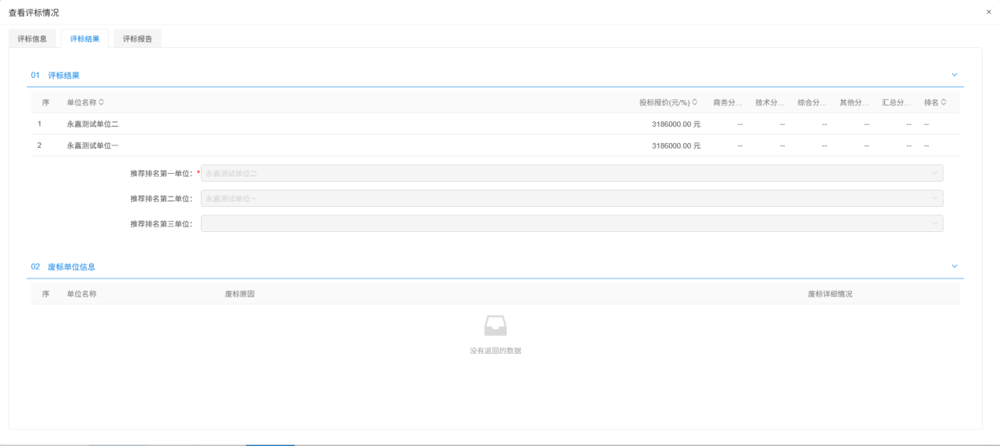 查看评标情况 ×
评标信息 评标结果 评标报告
01 评标结果
序 单位名称 投标报价(元/%) 商务分... 技术分... 综合分... 其他分... 汇总分... 排名
1 永嘉测试单位二 3186000.00 元 -- -- -- -- -- --
2 永嘉测试单位一 3186000.00 元 -- -- -- -- -- --
推荐排名第一单位: * 永嘉测试单位二
推荐排名第二单位: 永嘉测试单位一
推荐排名第三单位:
02 废标单位信息
序 单位名称 废标原因 废标详细情况
没有返回的数据